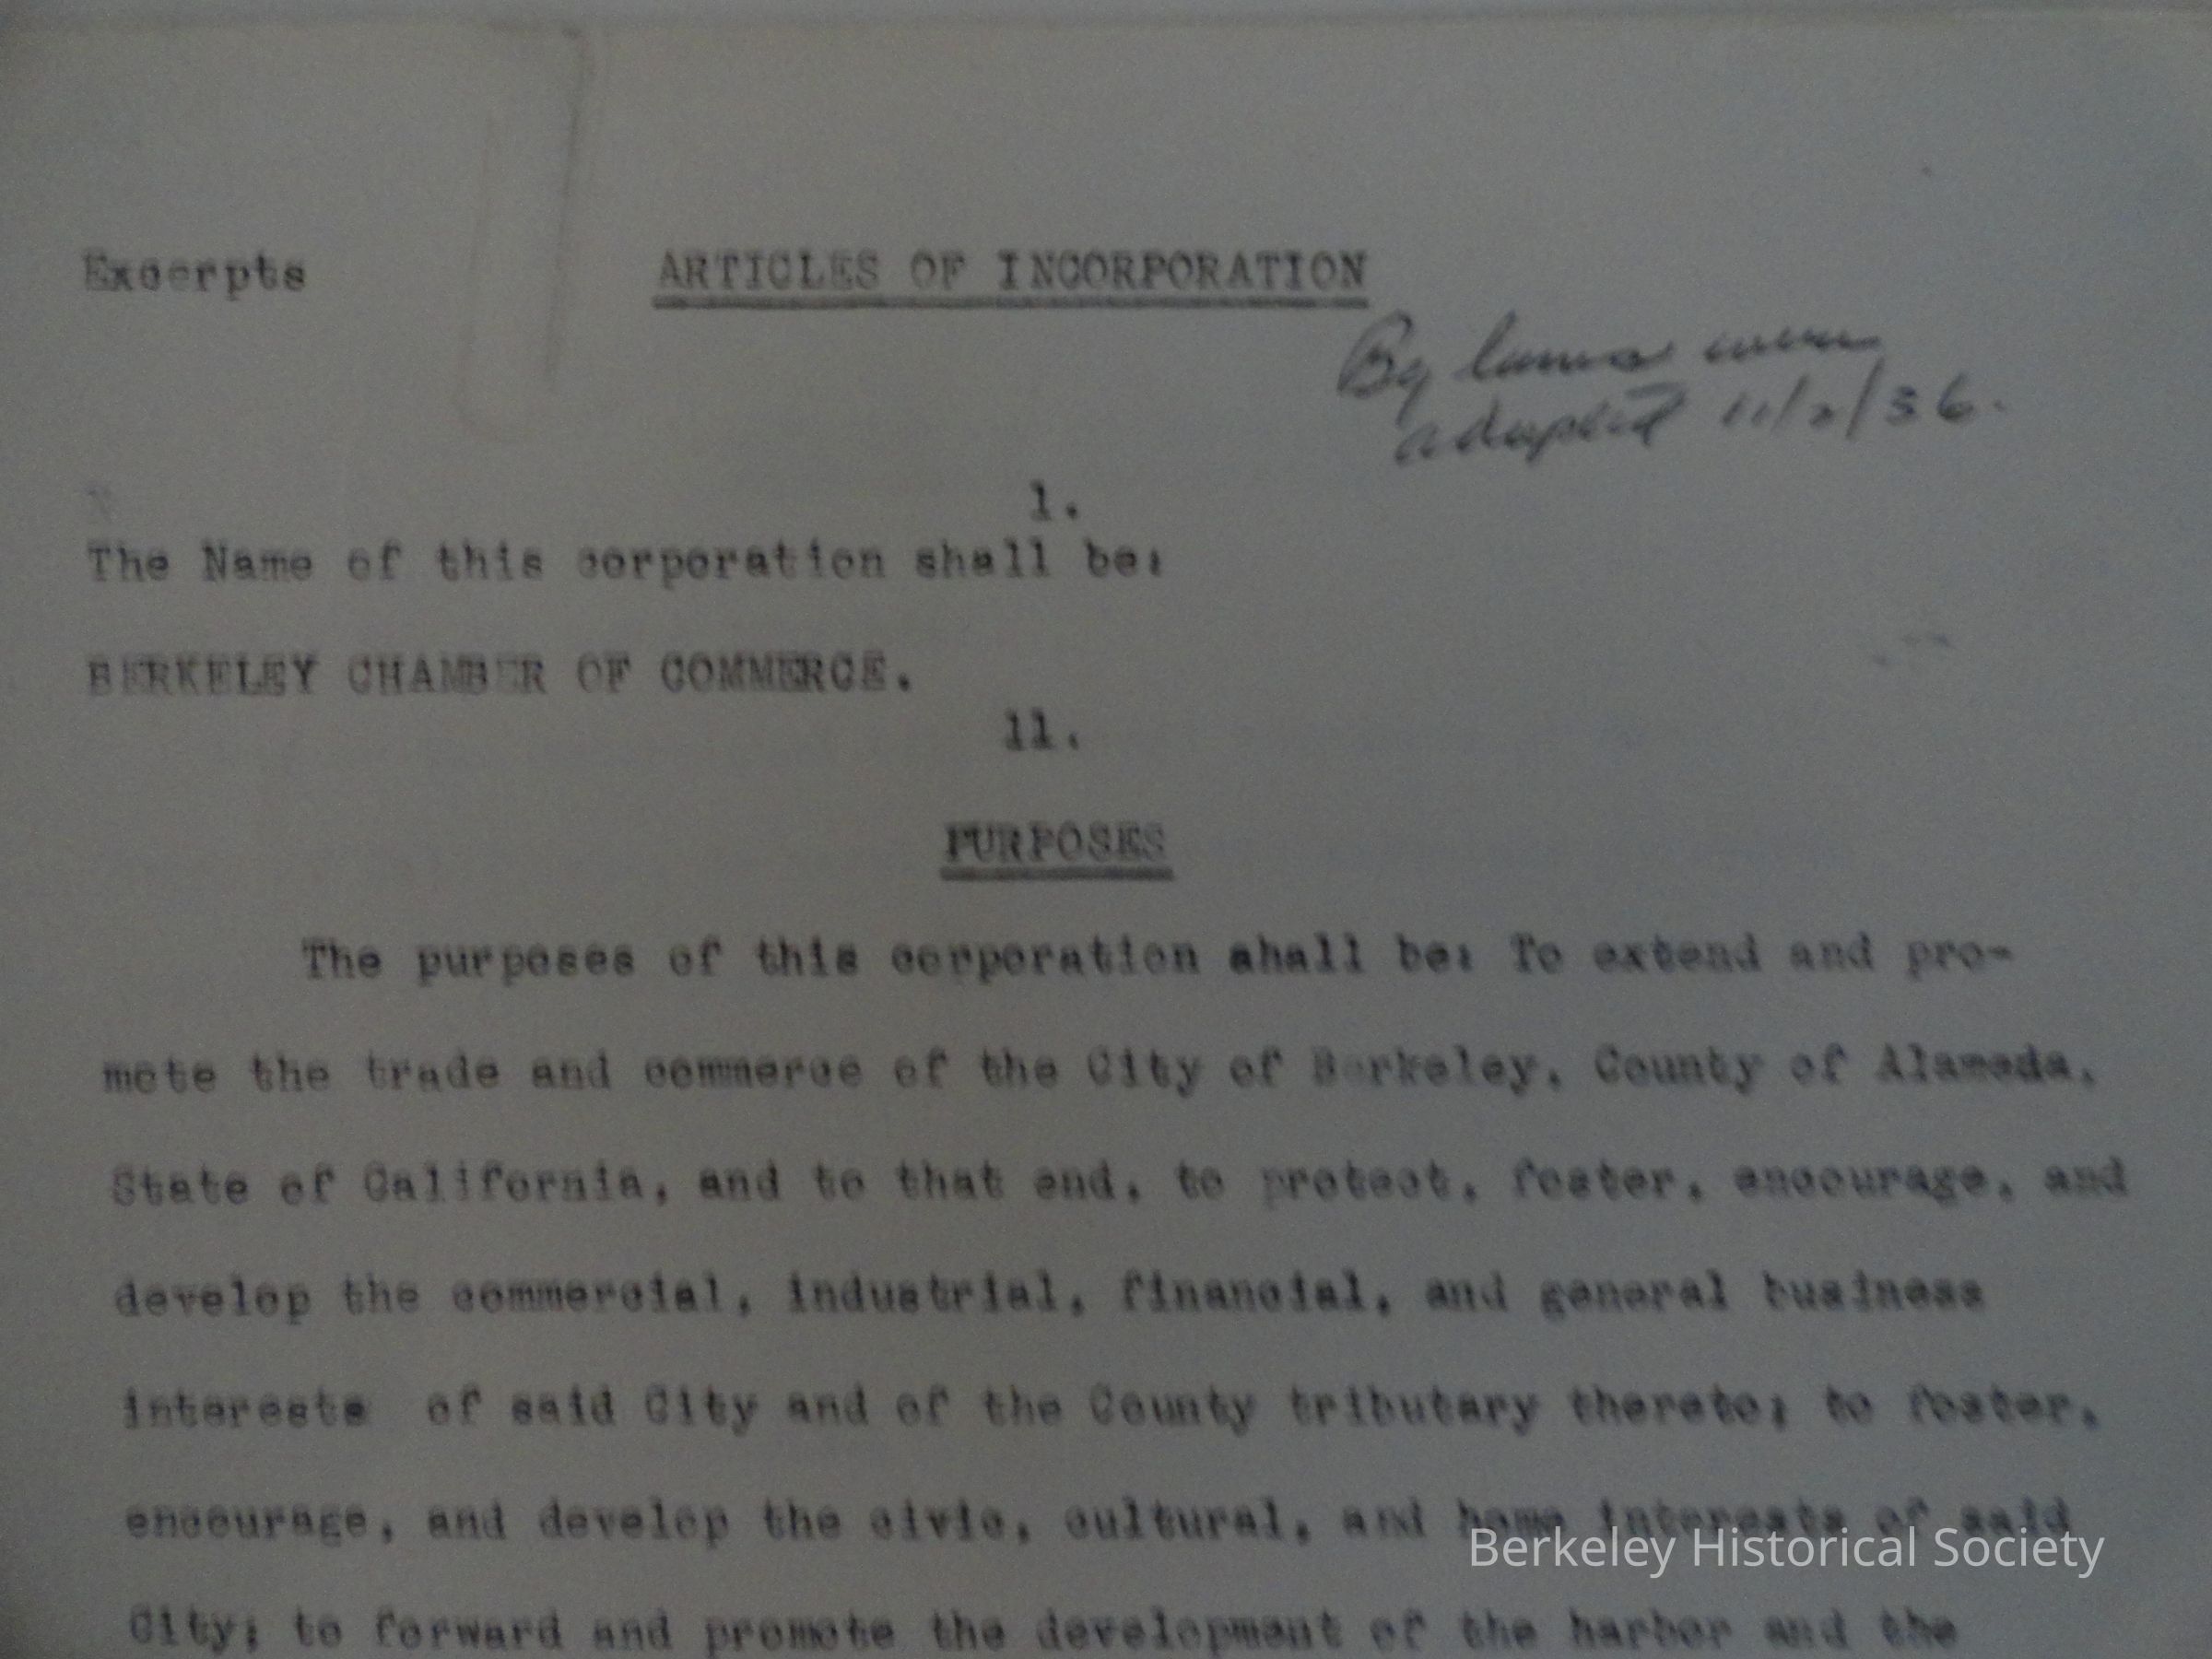 Excerpts ARTICLES OF INCORPORATION
By laws were
adopted 11/2/36.
1.
The Name of this corporation shall be:
BERKELEY CHAMBER OF COMMERCE.
11.
PURPOSES
The purposes of this corporation shall be: To extend and pro-
mote the trade and commerce of the City of Berkeley, County of Alameda,
State of California, and to that end, to protect, foster, encourage, and
develop the commercial, industrial, financial, and general business
interests of said City and of the County tributary thereto; to foster,
encourage, and develop the civic, cultural, and home interests of said
City; to forward and promote the development of the harbor and the
Berkeley Historical Society